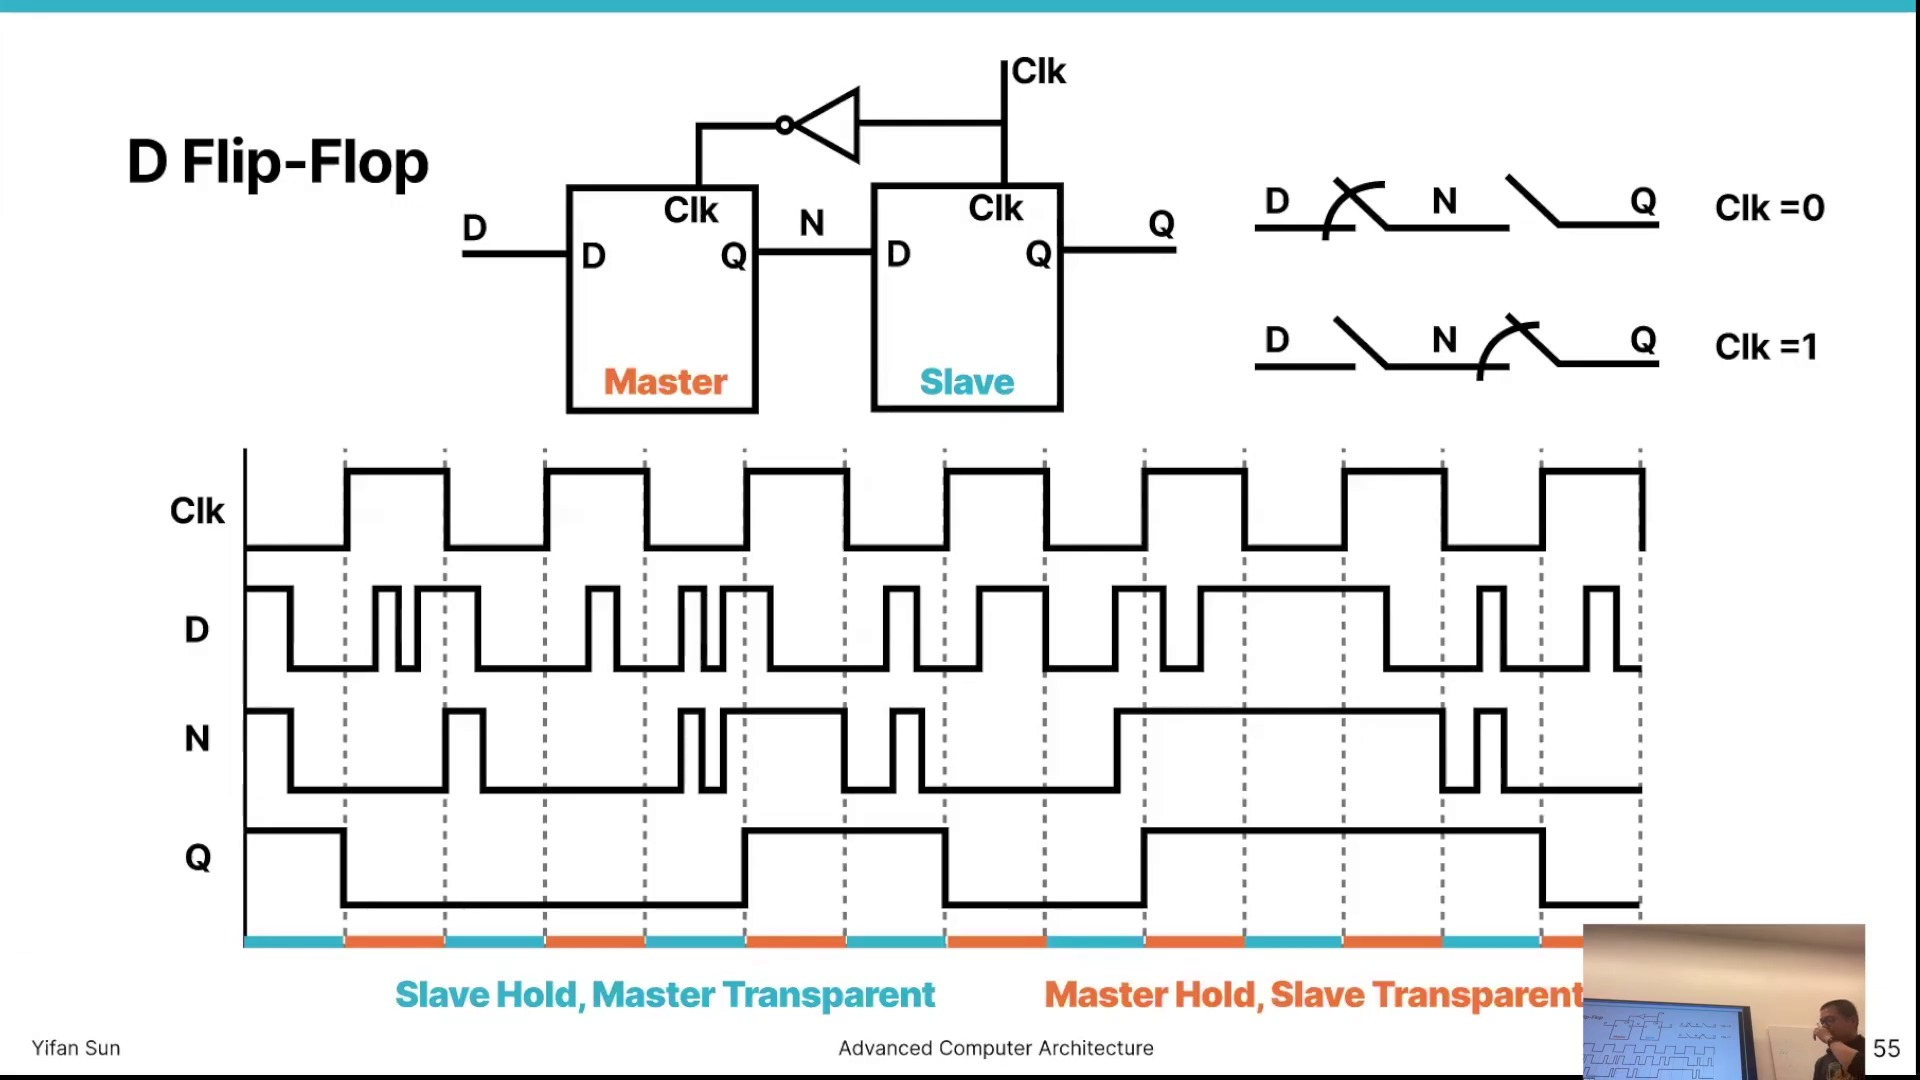 D Flip-Flop
Clk
Clk
Clk
D
N
Q
D
Q
D
Q
Master
Slave
D
N
Q
Clk =0
D
N
Q
Clk =1
Clk
D
N
Q
Slave Hold, Master Transparent
Master Hold, Slave Transparent
Yifan Sun
Advanced Computer Architecture
55